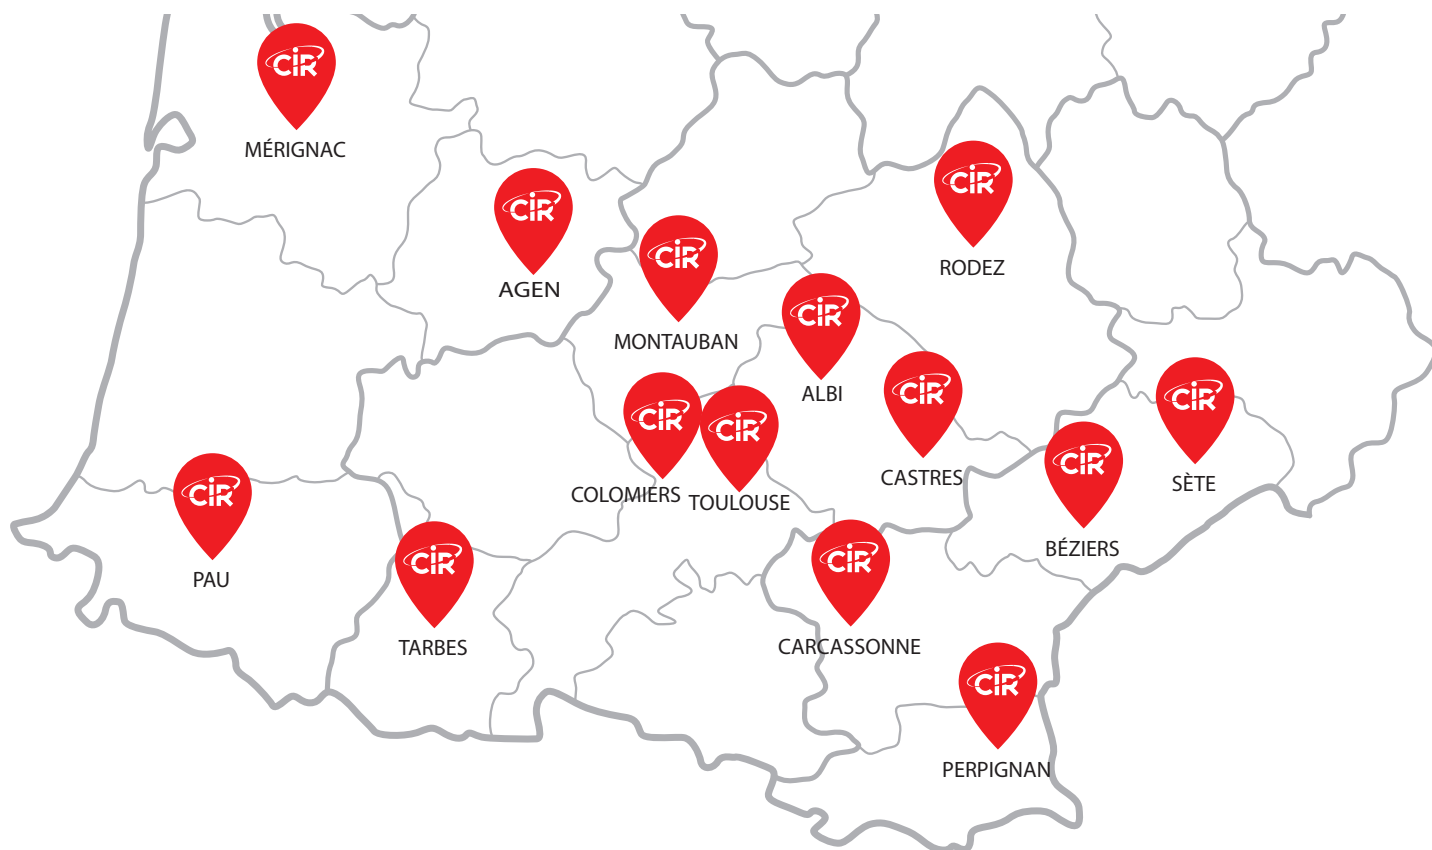 CiR
MÉRIGNAC
CiR
RODEZ
CiR
AGEN
CiR
MONTAUBAN
CiR
ALBI
CiR
CASTRES
CiR
SÈTE
CiR
COLOMIERS
CiR
TOULOUSE
CiR
BÉZIERS
CiR
PAU
CiR
TARBES
CiR
CARCASSONNE
CiR
PERPIGNAN